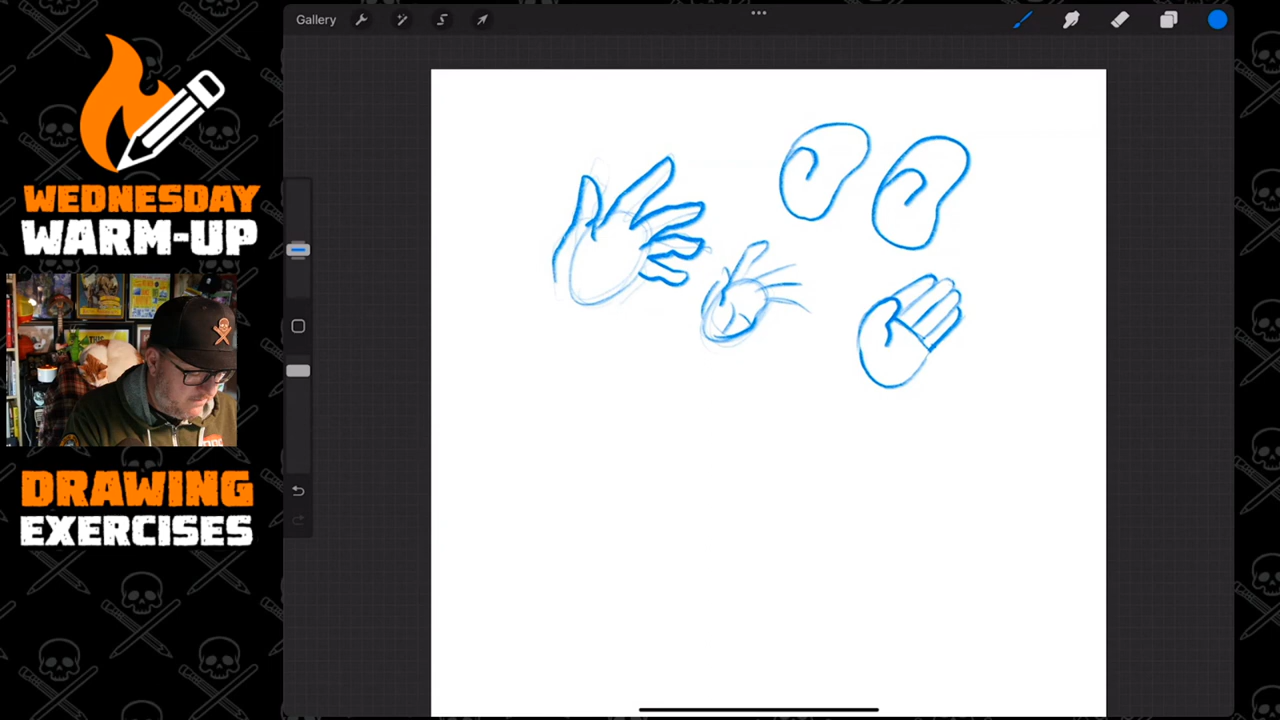 Gallery
WEDNESDAY
WARM-UP
DRAWING
EXERCISES